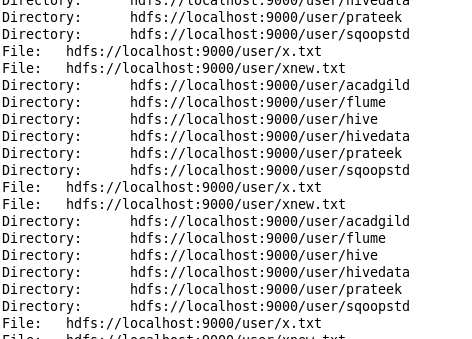 Directory:      hdfs://localhost:9000/user/hivedata
Directory:      hdfs://localhost:9000/user/prateek
Directory:      hdfs://localhost:9000/user/sqoopstd
File:   hdfs://localhost:9000/user/x.txt
File:   hdfs://localhost:9000/user/xnew.txt
Directory:      hdfs://localhost:9000/user/acadgild
Directory:      hdfs://localhost:9000/user/flume
Directory:      hdfs://localhost:9000/user/hive
Directory:      hdfs://localhost:9000/user/hivedata
Directory:      hdfs://localhost:9000/user/prateek
Directory:      hdfs://localhost:9000/user/sqoopstd
File:   hdfs://localhost:9000/user/x.txt
File:   hdfs://localhost:9000/user/xnew.txt
Directory:      hdfs://localhost:9000/user/acadgild
Directory:      hdfs://localhost:9000/user/flume
Directory:      hdfs://localhost:9000/user/hive
Directory:      hdfs://localhost:9000/user/hivedata
Directory:      hdfs://localhost:9000/user/prateek
Directory:      hdfs://localhost:9000/user/sqoopstd
File:   hdfs://localhost:9000/user/x.txt
File:   hdfs://localhost:9000/user/xnew.txt